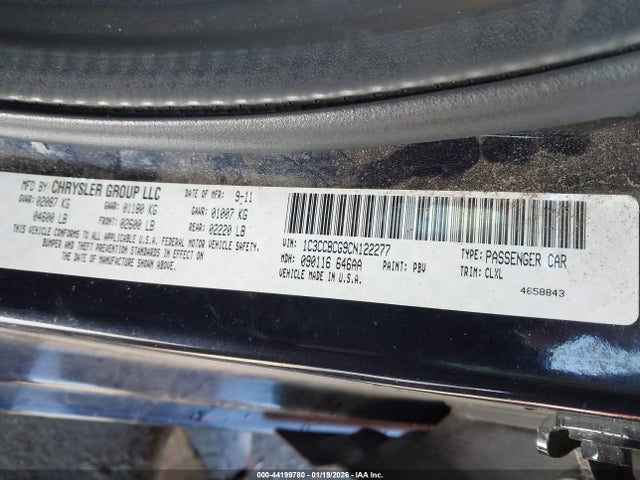 MFD BY CHRYSLER GROUP LLC DATE OF MFR 9-11
GVWR: 02087 KG GAWR: 01180 KG GAWR: 01007 KG
04600 LB FRONT: 02600 LB REAR: 02220 LB
THIS VEHICLE CONFORMS TO ALL APPLICABLE U.S.A. FEDERAL MOTOR VEHICLE SAFETY,
BUMPER AND THEFT PREVENTION STANDARDS IN EFFECT ON
THE DATE OF MANUFACTURE SHOWN ABOVE.
VIN: 1C3CCBCG9CN122277 TYPE: PASSENGER CAR
MDH: 090116 646AA PAINT: PBV TRIM: CLXL
VEHICLE MADE IN U.S.A.
4658843
000-44199780 — 01/19/2026 — IAA Inc.